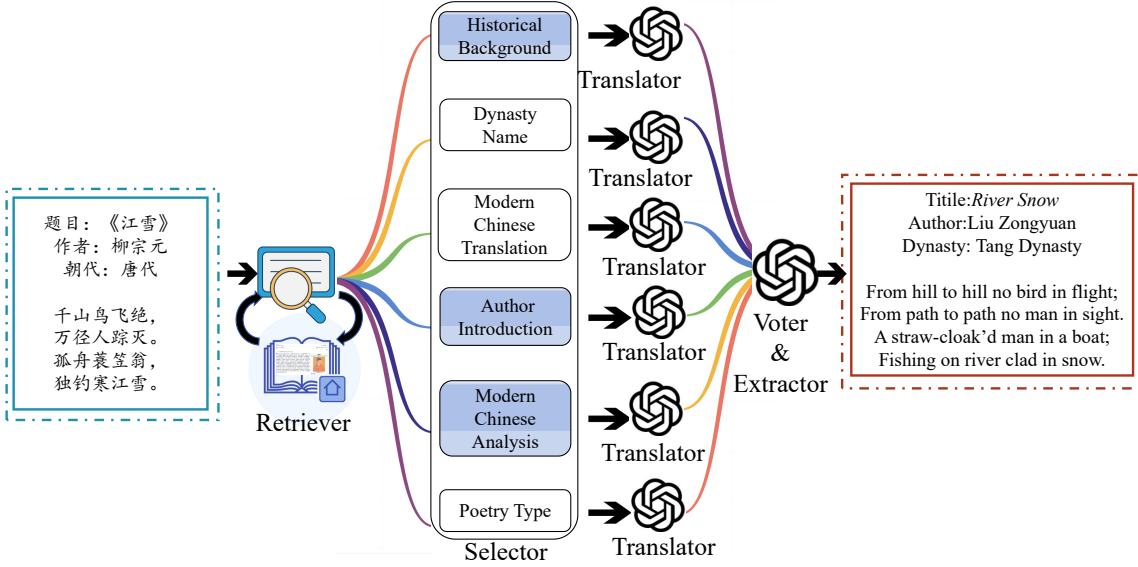 题目：《江雪》
作者：柳宗元
朝代：唐代
千山鸟飞绝，
万径人踪灭。
孤舟蓑笠翁，
独钓寒江雪。
Retriever
Historical
Background
Dynasty
Name
Modern
Chinese
Translation
Author
Introduction
Modern
Chinese
Analysis
Poetry Type
Selector
Translator
Translator
Translator
Translator
Translator
Translator
Voter
&
Extractor
Titile:River Snow
Author:Liu Zongyuan
Dynasty: Tang Dynasty
From hill to hill no bird in flight;
From path to path no man in sight.
A straw-cloak’d man in a boat;
Fishing on river clad in snow.